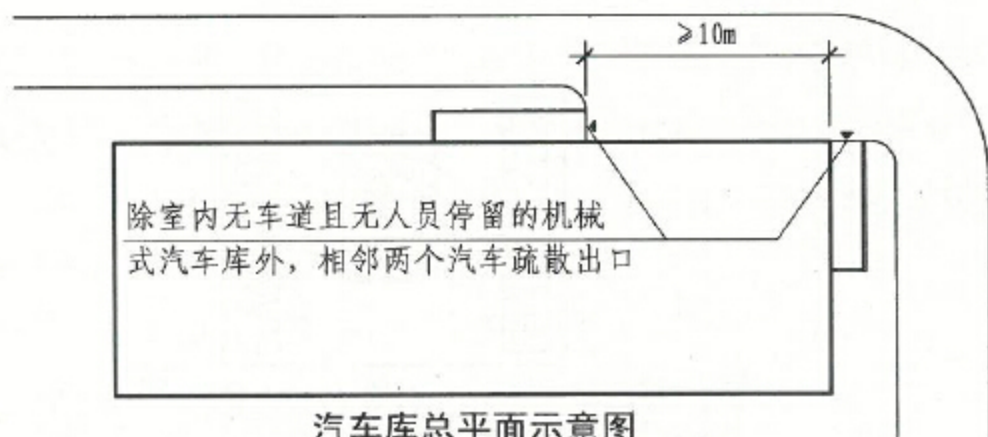 ≥10m
除室内无车道且无人员停留的机械
式汽车库外，相邻两个汽车疏散出口
汽车库总平面示意图